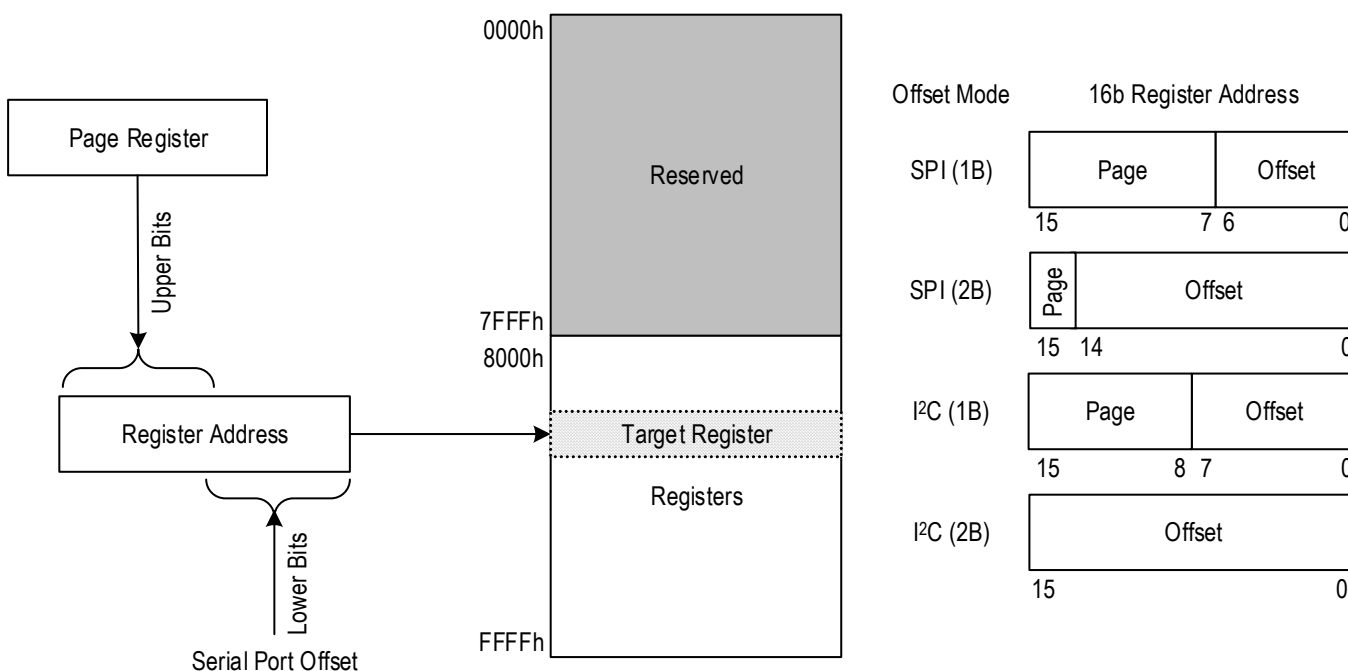 Page Register
Upper Bits
Register Address
Lower Bits
Serial Port Offset
0000h
Reserved
7FFFh
8000h
Target Register
Registers
FFFFh
Offset Mode 16b Register Address
SPI (1B) Page Offset
15 7 6 0
SPI (2B) Page Offset
15 14 0
I²C (1B) Page Offset
15 8 7 0
I²C (2B) Offset
15 0